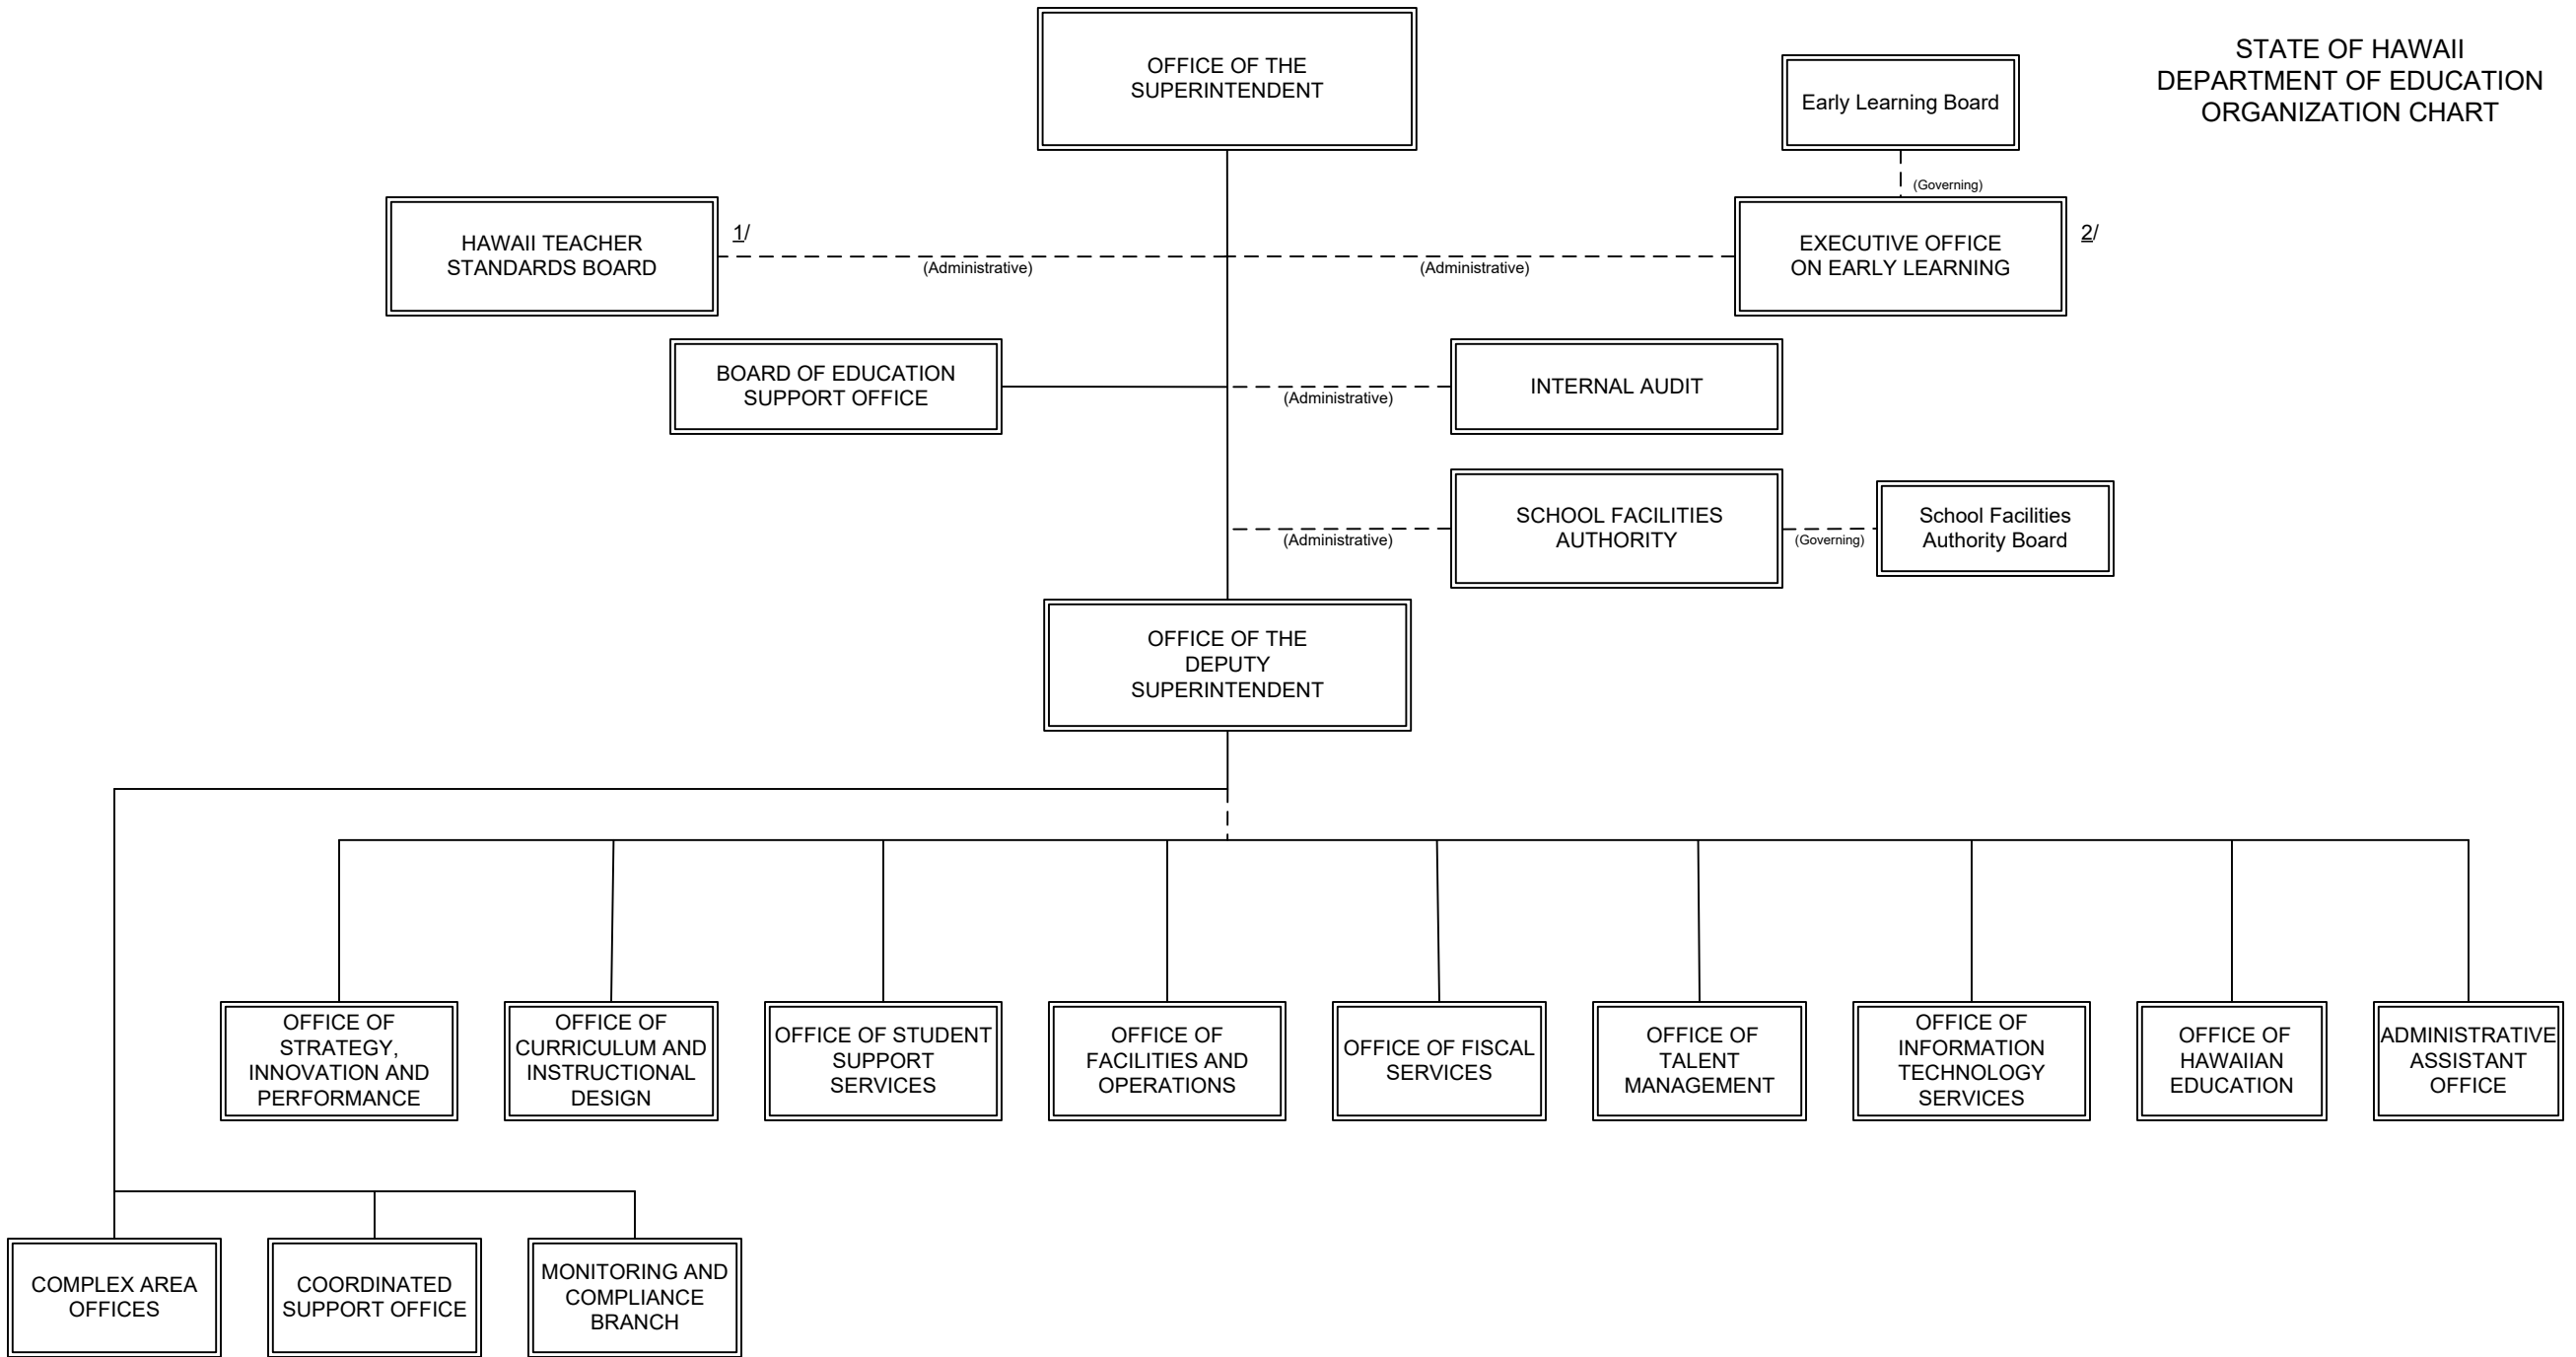 STATE OF HAWAII
DEPARTMENT OF EDUCATION
ORGANIZATION CHART
OFFICE OF THE
SUPERINTENDENT
Early Learning Board
(Governing)
HAWAII TEACHER
STANDARDS BOARD
1/
(Administrative)
(Administrative)
EXECUTIVE OFFICE
ON EARLY LEARNING
2/
BOARD OF EDUCATION
SUPPORT OFFICE
(Administrative)
INTERNAL AUDIT
(Administrative)
SCHOOL FACILITIES
AUTHORITY
(Governing)
School Facilities
Authority Board
OFFICE OF THE
DEPUTY
SUPERINTENDENT
OFFICE OF
STRATEGY,
INNOVATION AND
PERFORMANCE
OFFICE OF
CURRICULUM AND
INSTRUCTIONAL
DESIGN
OFFICE OF STUDENT
SUPPORT
SERVICES
OFFICE OF
FACILITIES AND
OPERATIONS
OFFICE OF FISCAL
SERVICES
OFFICE OF
TALENT
MANAGEMENT
OFFICE OF
INFORMATION
TECHNOLOGY
SERVICES
OFFICE OF
HAWAIIAN
EDUCATION
ADMINISTRATIVE
ASSISTANT
OFFICE
COMPLEX AREA
OFFICES
COORDINATED
SUPPORT OFFICE
MONITORING AND
COMPLIANCE
BRANCH